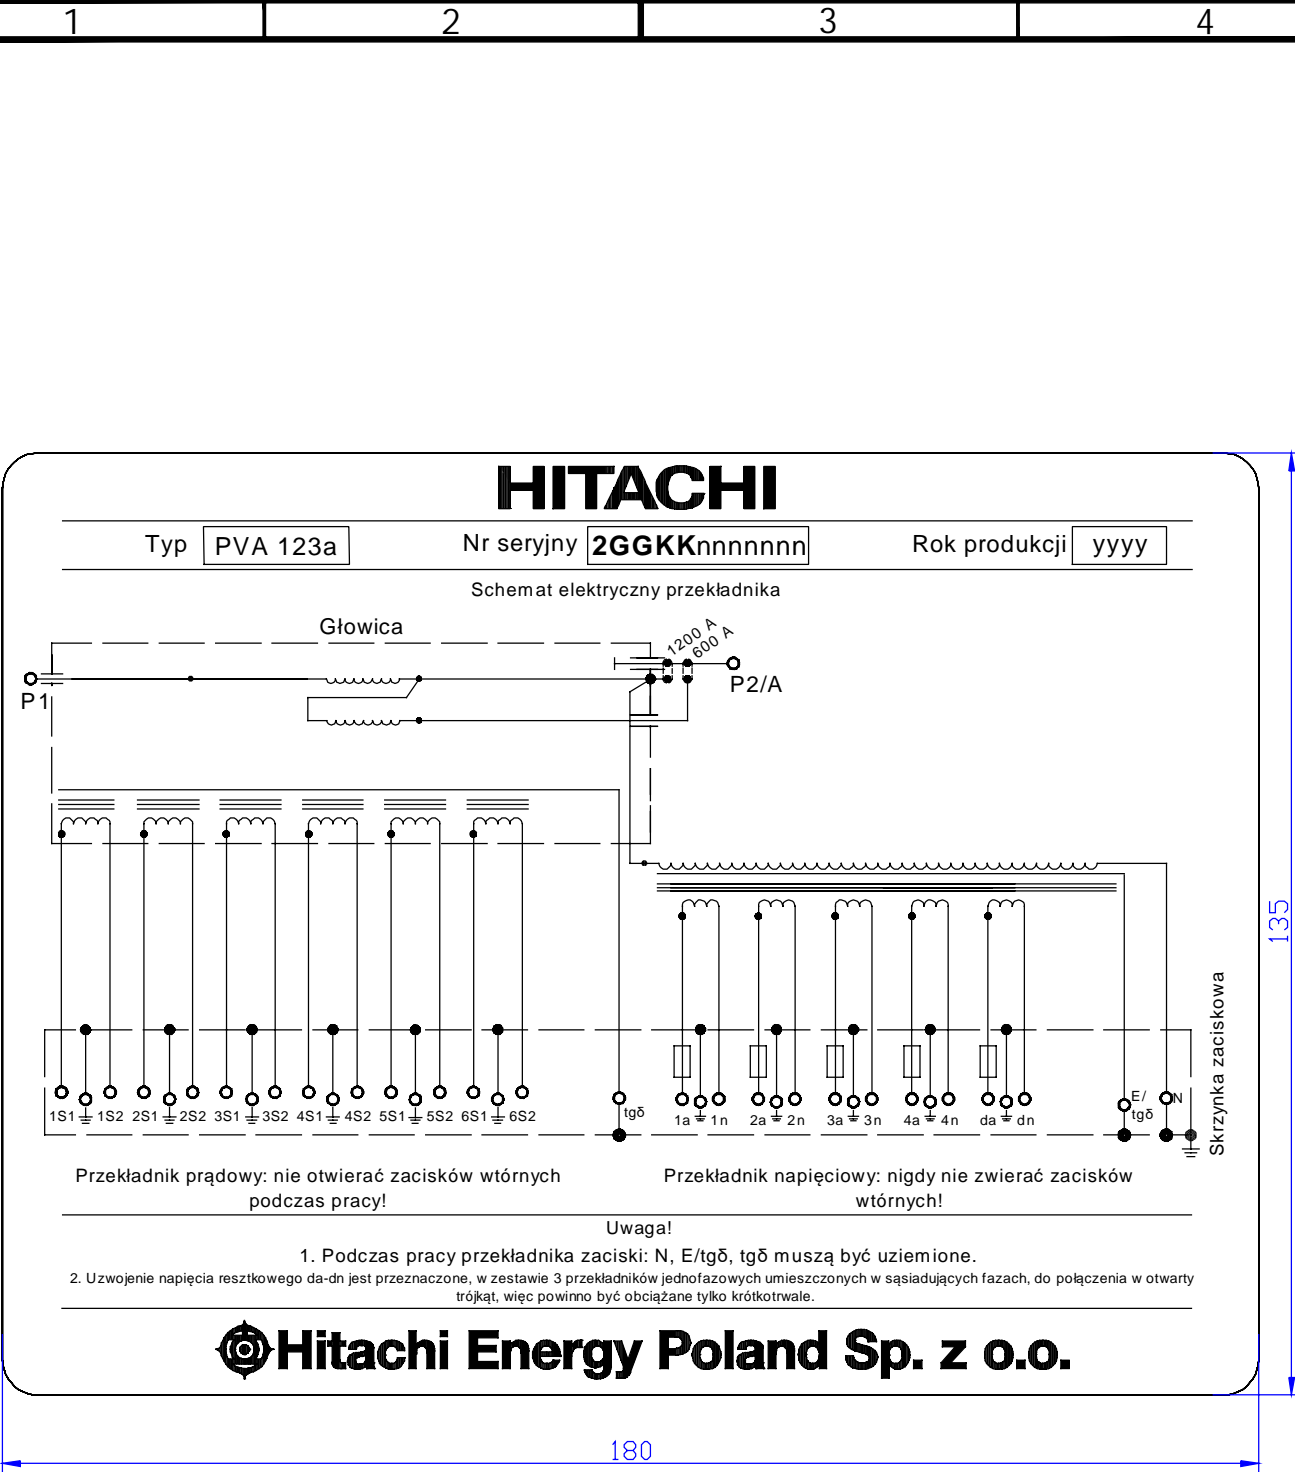 1 2 3 4
HITACHI
Typ PVA 123a Nr seryjny 2GGKKnnnnnnn Rok produkcji yyyy
Schemat elektryczny przekładnika
Głowica
1200 A
600 A
P1
P2/A
135
Skrzynka zaciskowa
1S1 1S2 2S1 2S2 3S1 3S2 4S1 4S2 5S1 5S2 6S1 6S2 tgδ 1a 1n 2a 2n 3a 3n 4a 4n da dn E/tgδ N
Przekładnik prądowy: nie otwierać zacisków wtórnych
podczas pracy!
Przekładnik napięciowy: nigdy nie zwierać zacisków
wtórnych!
Uwaga!
1. Podczas pracy przekładnika zaciski: N, E/tgδ, tgδ muszą być uziemione.
2. Uzwojenie napięcia resztkowego da-dn jest przeznaczone, w zestawie 3 przekładników jednofazowych umieszczonych w sąsiadujących fazach, do połączenia w otwarty
trójkąt, więc powinno być obciążane tylko krótkotrwale.
Hitachi Energy Poland Sp. z o.o.
180